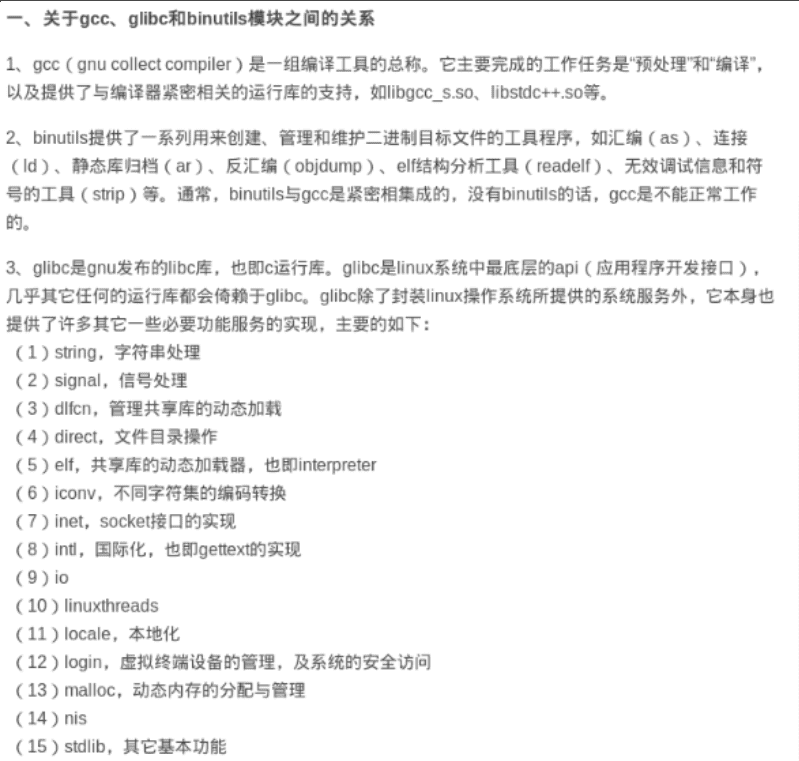 一、关于gcc、glibc和binutils模块之间的关系
1、gcc（gnu collect compiler）是一组编译工具的总称。它主要完成的工作任务是“预处理”和“编译”，
以及提供了与编译器紧密相关的运行库的支持，如libgcc_s.so、libstdc++.so等。
2、binutils提供了一系列用来创建、管理和维护二进制目标文件的工具程序，如汇编（as）、连接
（ld）、静态库归档（ar）、反汇编（objdump）、elf结构分析工具（readelf）、无效调试信息和符
号的工具（strip）等。通常，binutils与gcc是紧密相集成的，没有binutils的话，gcc是不能正常工作
的。
3、glibc是gnu发布的libc库，也即c运行库。glibc是linux系统中最底层的api（应用程序开发接口），
几乎其它任何的运行库都会倚赖于glibc。glibc除了封装linux操作系统所提供的系统服务外，它本身也
提供了许多其它一些必要功能服务的实现，主要的如下：
（1）string，字符串处理
（2）signal，信号处理
（3）dlfcn，管理共享库的动态加载
（4）direct，文件目录操作
（5）elf，共享库的动态加载器，也即interpreter
（6）iconv，不同字符集的编码转换
（7）inet，socket接口的实现
（8）intl，国际化，也即gettext的实现
（9）io
（10）linuxthreads
（11）locale，本地化
（12）login，虚拟终端设备的管理，及系统的安全访问
（13）malloc，动态内存的分配与管理
（14）nis
（15）stdlib，其它基本功能